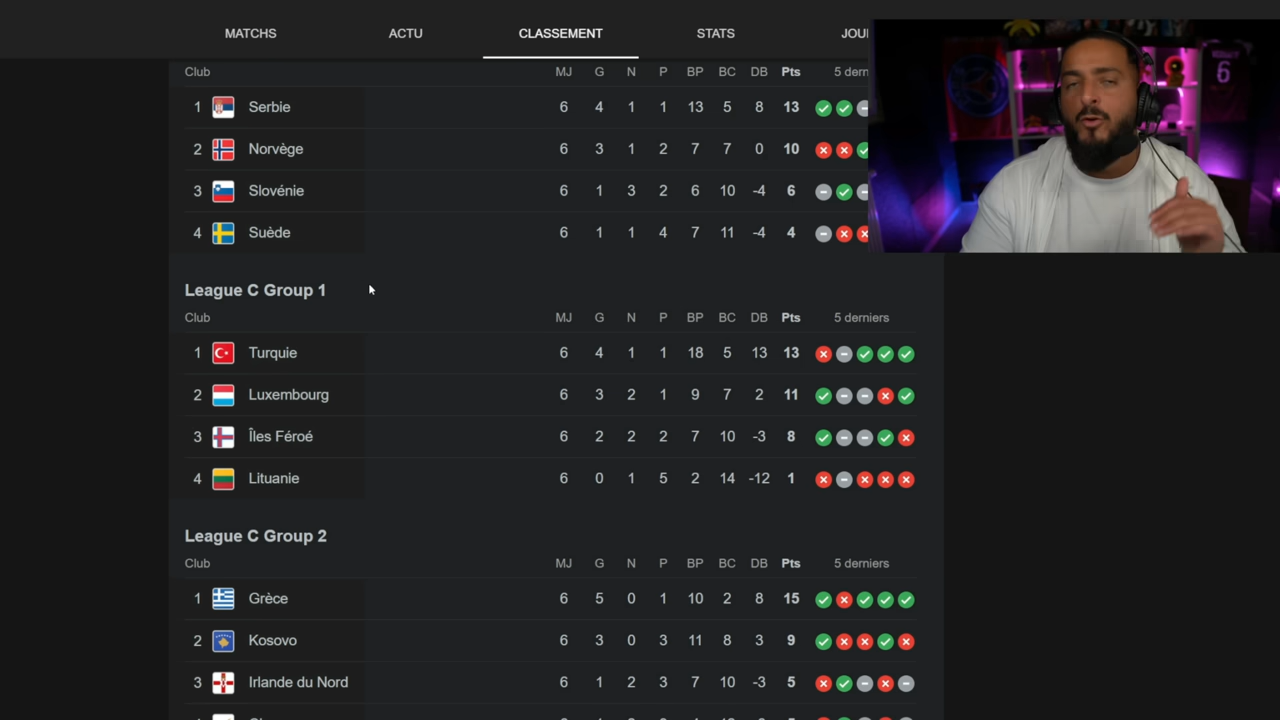 MATCHS ACTU CLASSEMENT STATS JOU
Club MJ G N P BP BC DB Pts 5 dern
1 Serbie 6 4 1 1 13 5 8 13
2 Norvège 6 3 1 2 7 7 0 10
3 Slovénie 6 1 3 2 6 10 -4 6
4 Suède 6 1 1 4 7 11 -4 4
League C Group 1
Club MJ G N P BP BC DB Pts 5 derniers
1 Turquie 6 4 1 1 18 5 13 13
2 Luxembourg 6 3 2 1 9 7 2 11
3 Îles Féroé 6 2 2 2 7 10 -3 8
4 Lituanie 6 0 1 5 2 14 -12 1
League C Group 2
Club MJ G N P BP BC DB Pts 5 derniers
1 Grèce 6 5 0 1 10 2 8 15
2 Kosovo 6 3 0 3 11 8 3 9
3 Irlande du Nord 6 1 2 3 7 10 -3 5
6